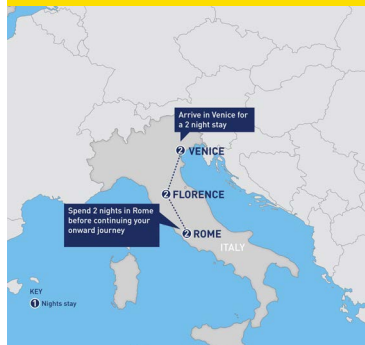 Arrive in Venice for
a 2 night stay
2 VENICE
2 FLORENCE
Spend 2 nights in Rome
before continuing your
onward journey
2 ROME
ITALY
KEY
1 Nights stay